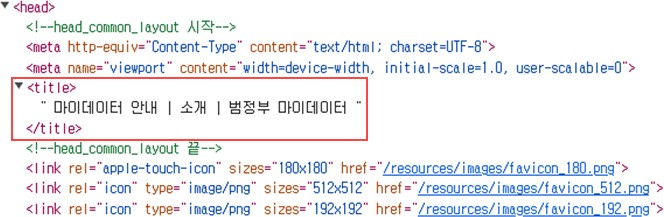 ▼<head>
<!--head_common_layout 시작-->
<meta http-equiv="Content-Type" content="text/html; charset=UTF-8">
<meta name="viewport" content="width=device-width, initial-scale=1.0, user-scalable=0">
▼<title>
" 마이데이터 안내 | 소개 | 범정부 마이데이터 "
</title>
<!--head_common_layout 끝-->
<link rel="apple-touch-icon" sizes="180x180" href="/resources/images/favicon_180.png">
<link rel="icon" type="image/png" sizes="512x512" href="/resources/images/favicon_512.png">
<link rel="icon" type="image/png" sizes="192x192" href="/resources/images/favicon_192.png">